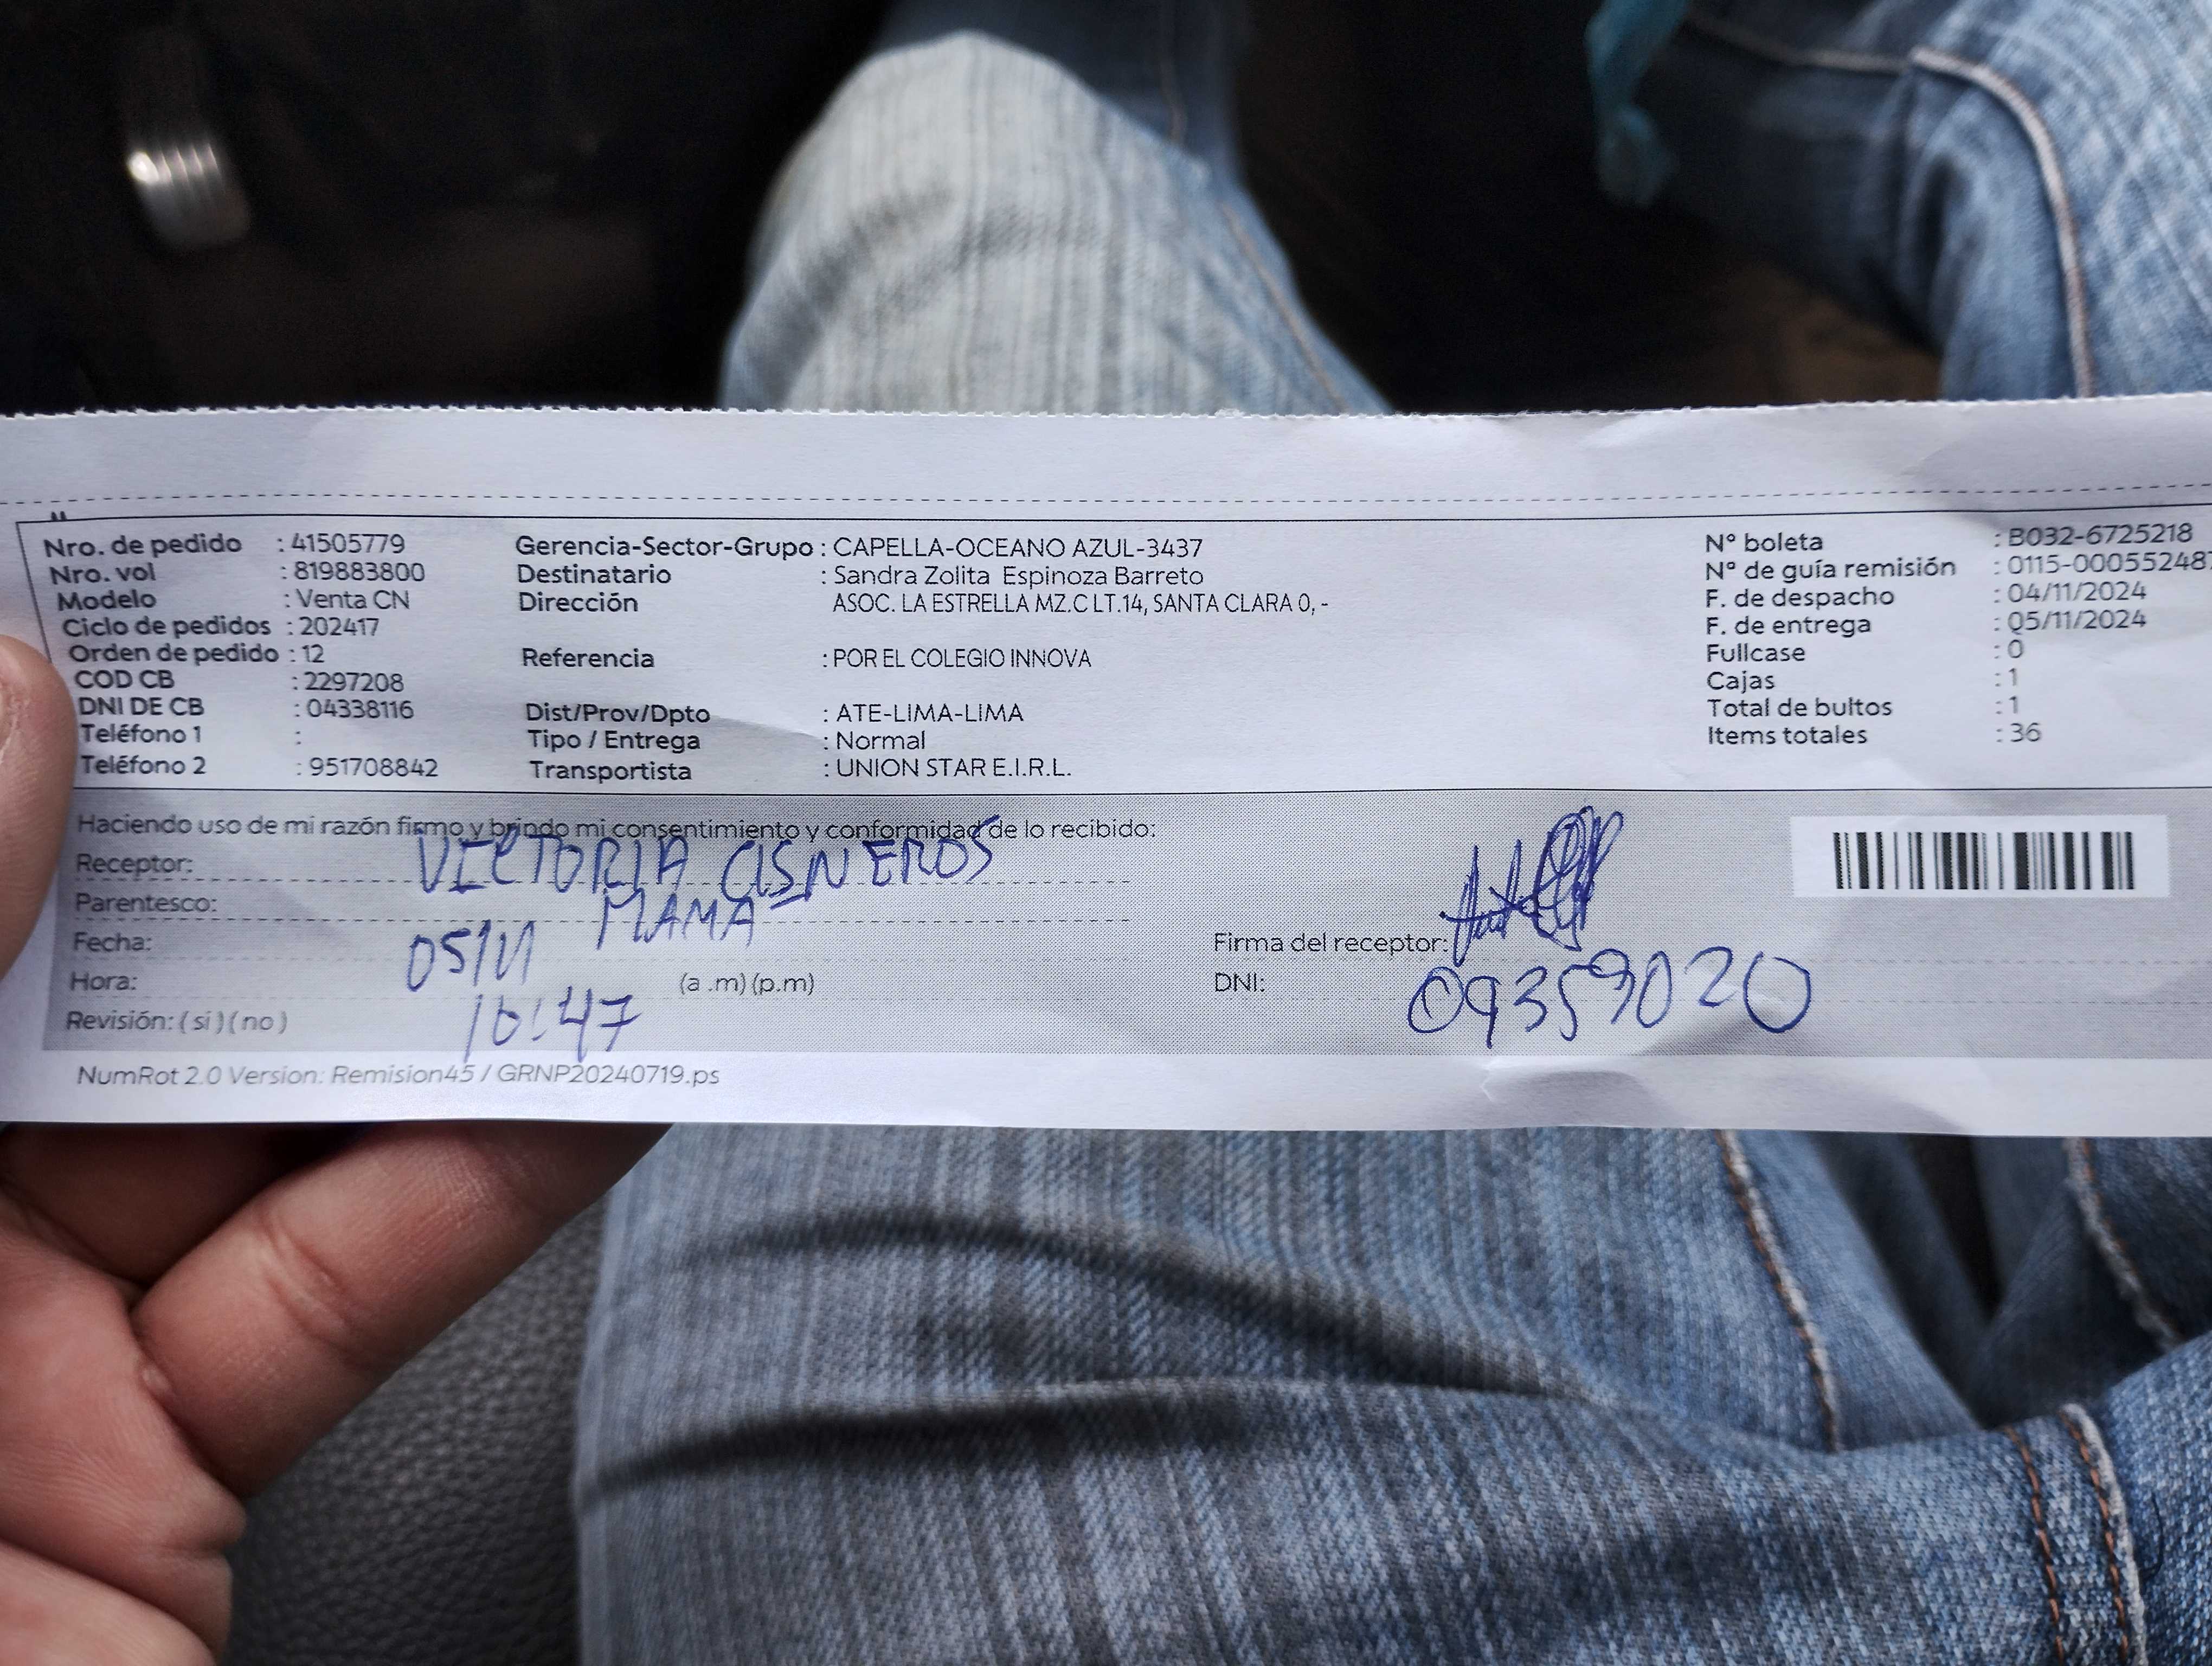 Nro. de pedido : 41505779
Nro. vol : 819883800
Modelo : Venta CN
Ciclo de pedidos : 202417
Orden de pedido : 12
COD CB : 2297208
DNI DE CB : 04338116
Teléfono 1 :
Teléfono 2 : 951708842
Gerencia-Sector-Grupo : CAPELLA-OCEANO AZUL-3437
Destinatario : Sandra Zolita Espinoza Barreto
Dirección ASOC. LA ESTRELLA MZ.C LT.14, SANTA CLARA 0, -
Referencia : POR EL COLEGIO INNOVA
Dist/Prov/Dpto : ATE-LIMA-LIMA
Tipo / Entrega : Normal
Transportista : UNION STAR E.I.R.L.
N° boleta : B032-6725218
N° de guía remisión : 0115-00055248
F. de despacho : 04/11/2024
F. de entrega : 05/11/2024
Fullcase : 0
Cajas : 1
Total de bultos : 1
Items totales : 36
Haciendo uso de mi razón firmo y brindo mi consentimiento y conformidad de lo recibido:
Receptor: VICTORIA CISNEROS
Parentesco: MAMA
Fecha: 05/11
Hora: 16:47 (a .m) (p.m)
Revisión: ( si ) ( no )
Firma del receptor:
DNI: 09359020
NumRot 2.0 Version: Remision45 / GRNP20240719.ps